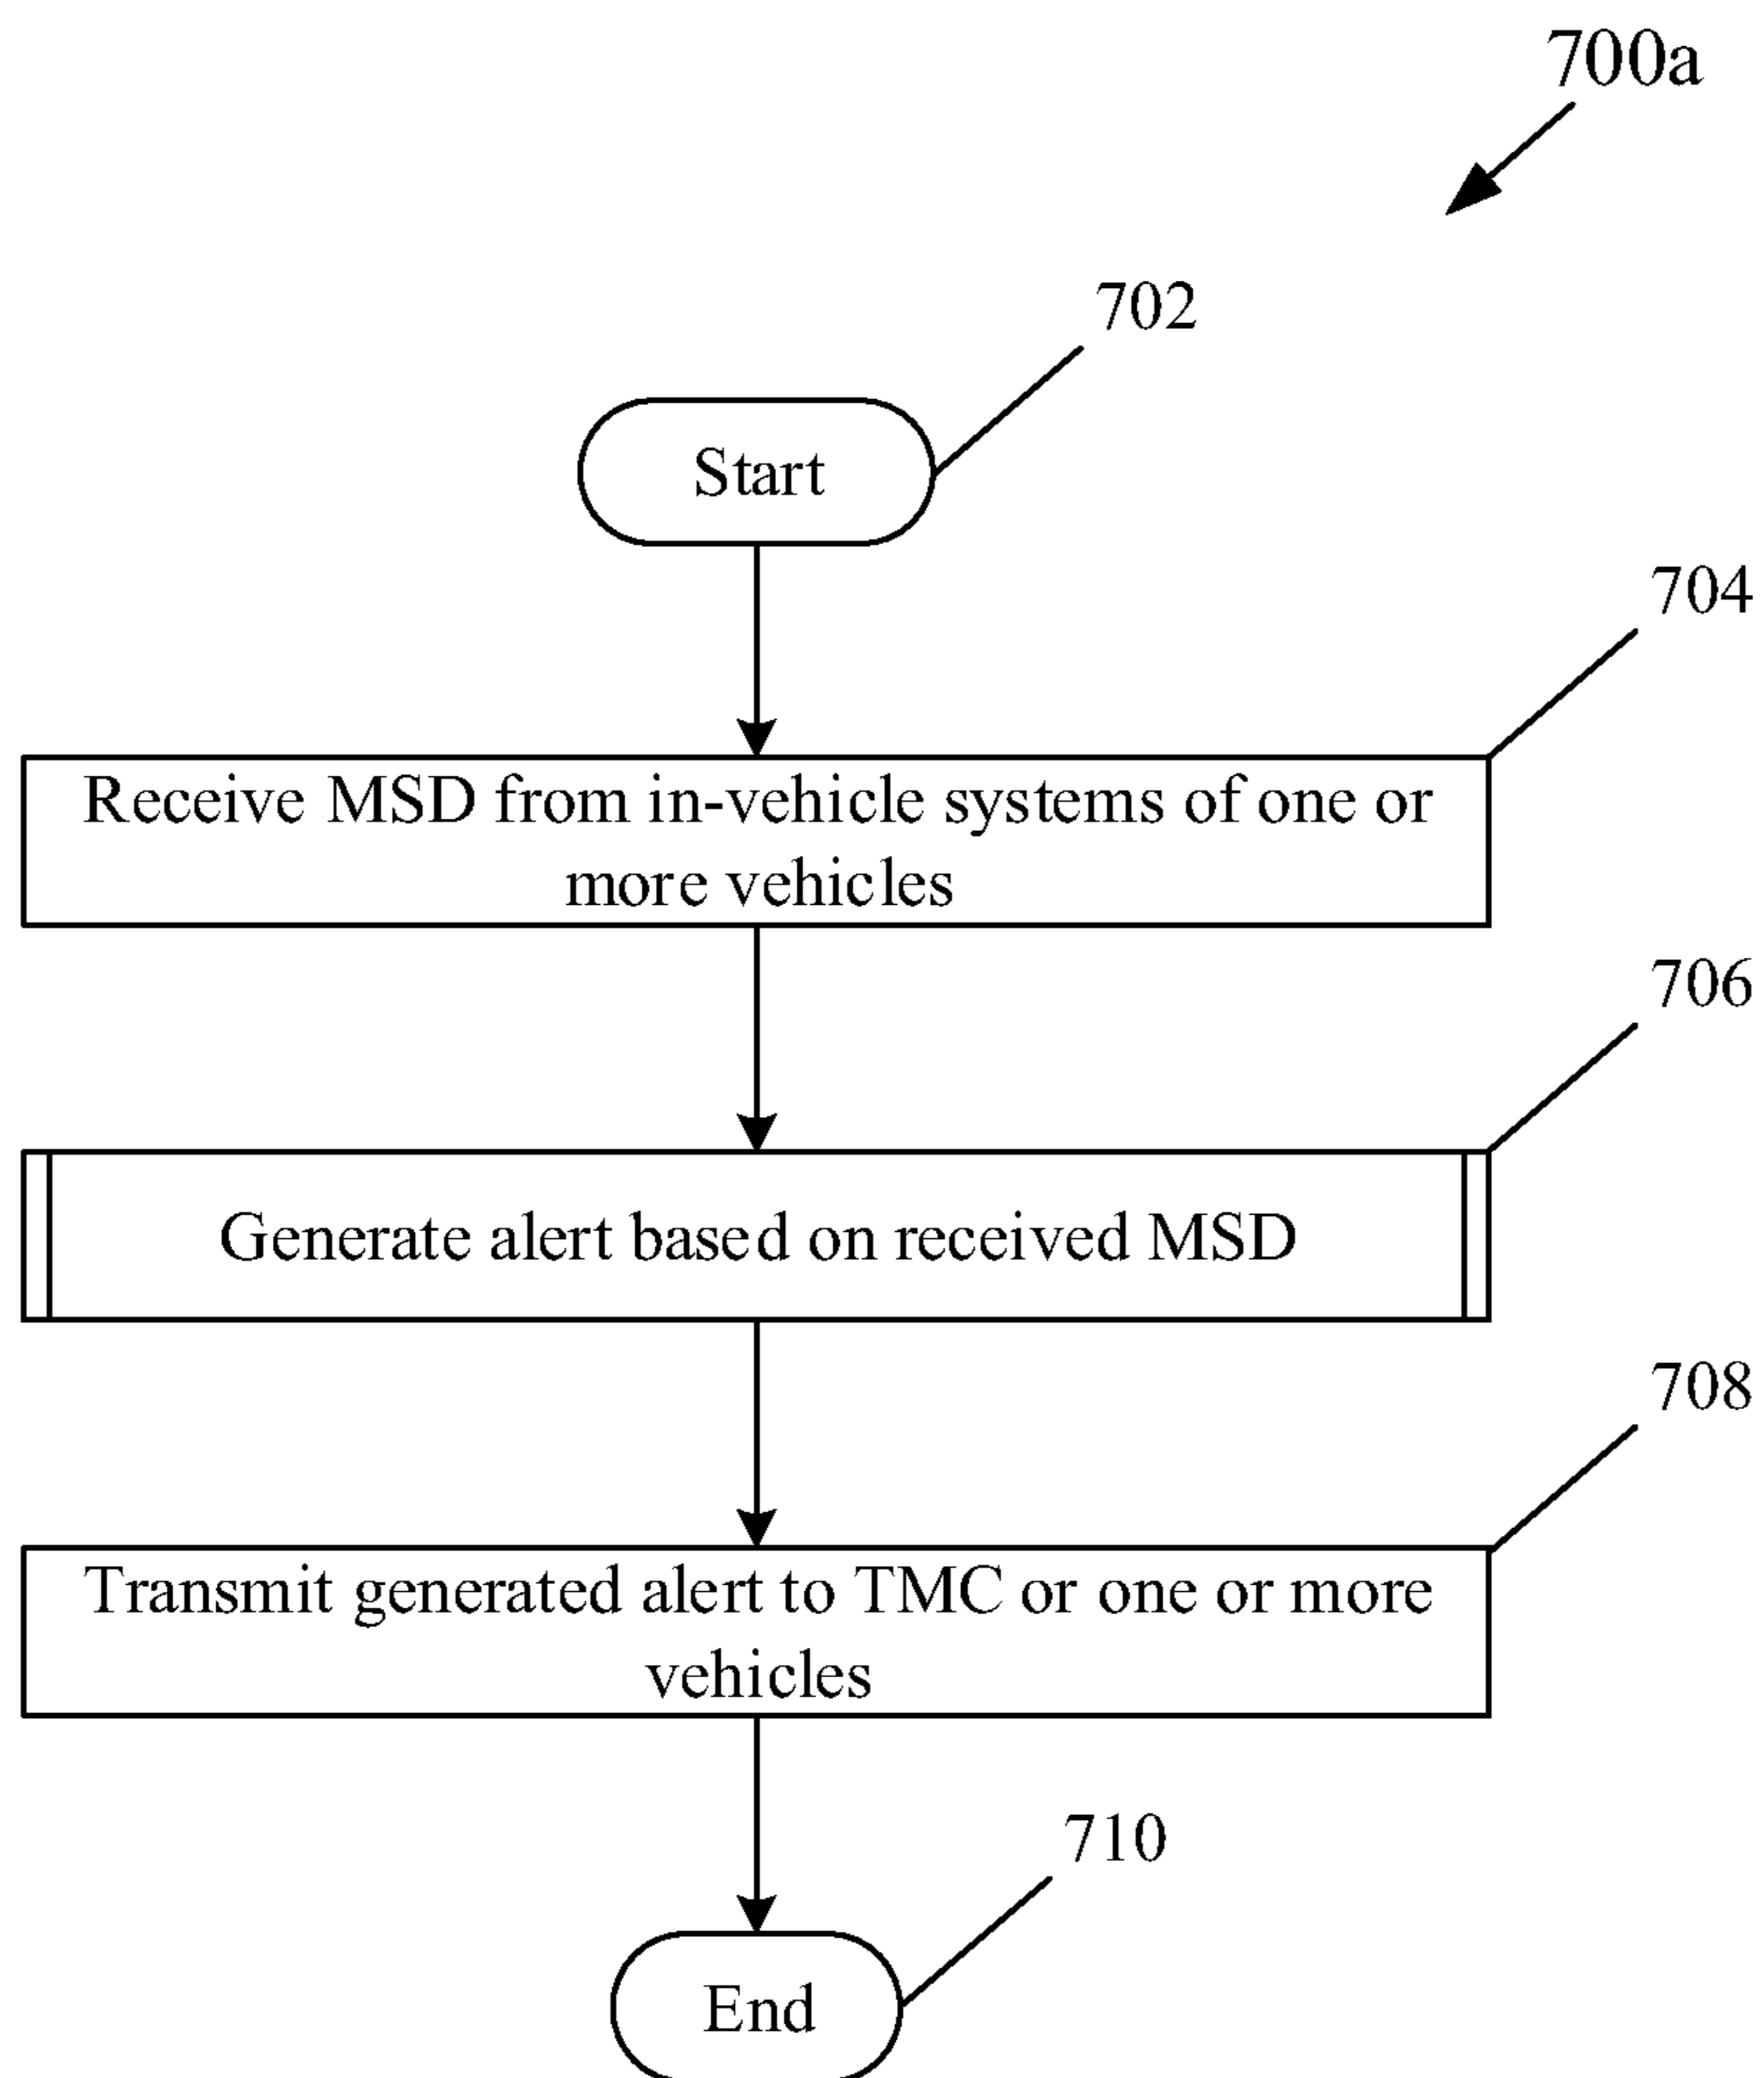 700a
702
Start
704
Receive MSD from in-vehicle systems of one or
more vehicles
706
Generate alert based on received MSD
708
Transmit generated alert to TMC or one or more
vehicles
710
End